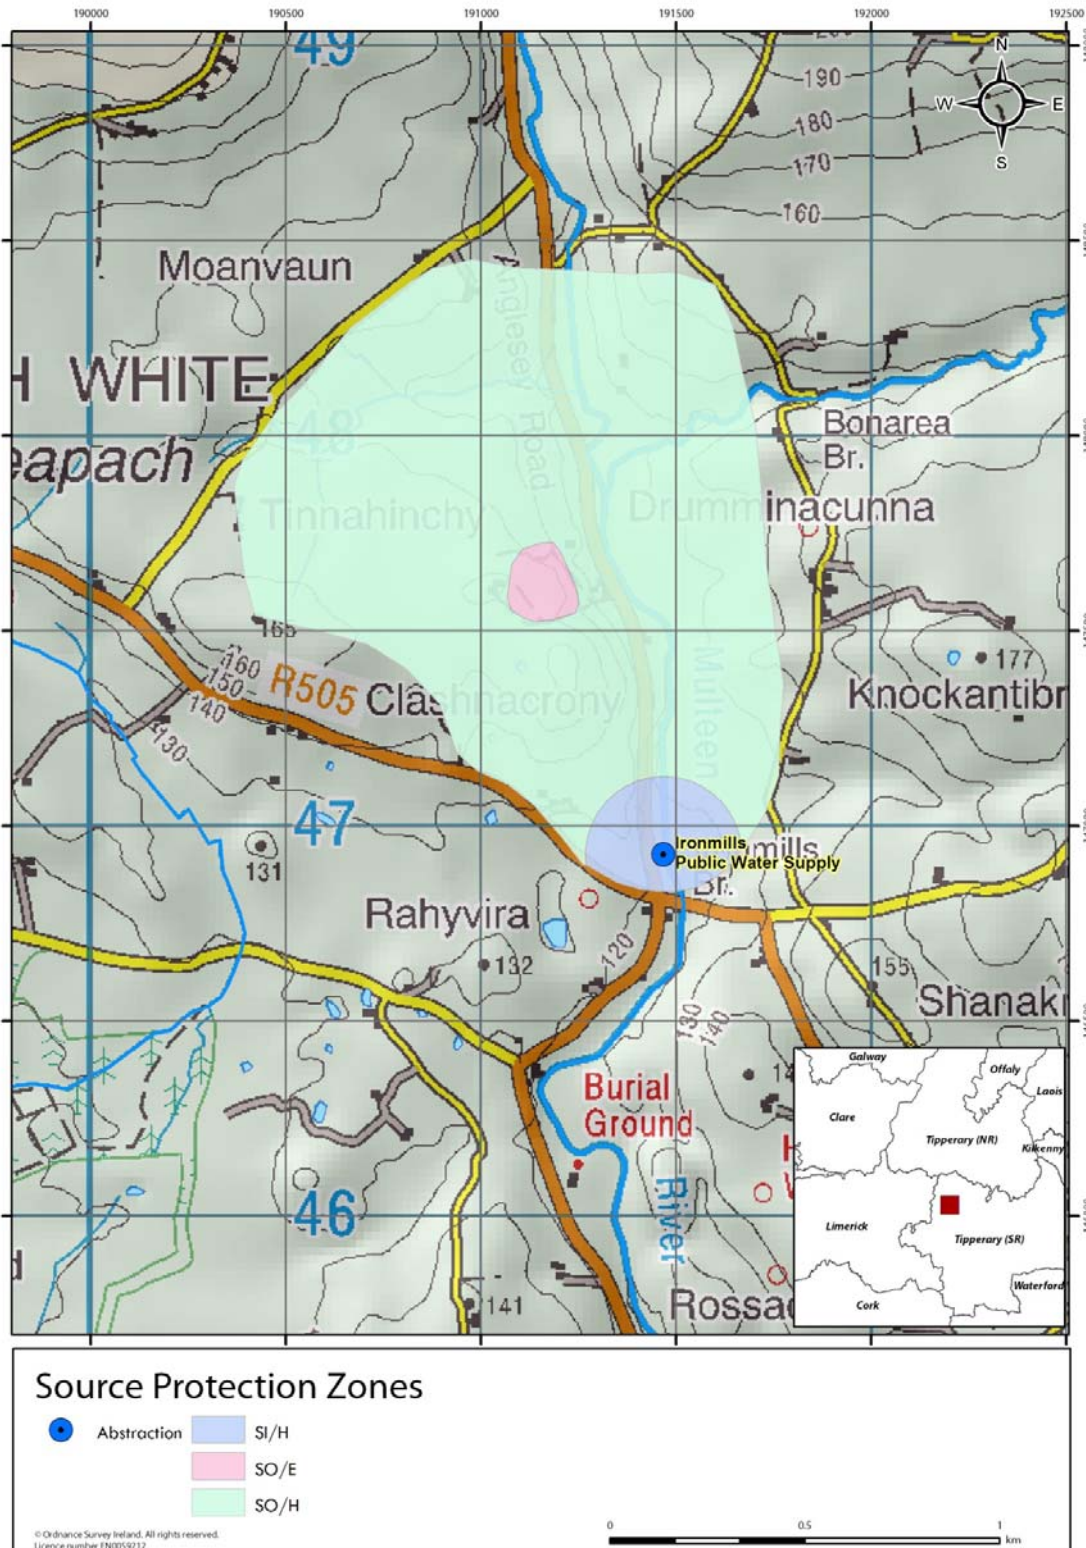 190000 190500 191000 191500 192000 192500
49
N
W E
S
190
180
170
160
Moanvaun
Anglesey Road
H WHITE
eapach
48
Bonarea
Br.
Tinnahinchy
Drumminacunna
165
160
150
140
130
R505
Clashnacrony
Mulleen
177
Knockantibr
47
131
Ironmills
Public Water Supply
mills
Br.
Rahyvira
132
120
155
Shanak
130
140
14
Burial
Ground
H
46
River
141
Rossa
Galway
Offaly
Laois
Clare
Tipperary (NR)
Kilkenny
Limerick
Tipperary (SR)
Waterford
Cork
Source Protection Zones
Abstraction
SI/H
SO/E
SO/H
© Ordnance Survey Ireland. All rights reserved.
Licence number EN0059212
0 0.5 1
km